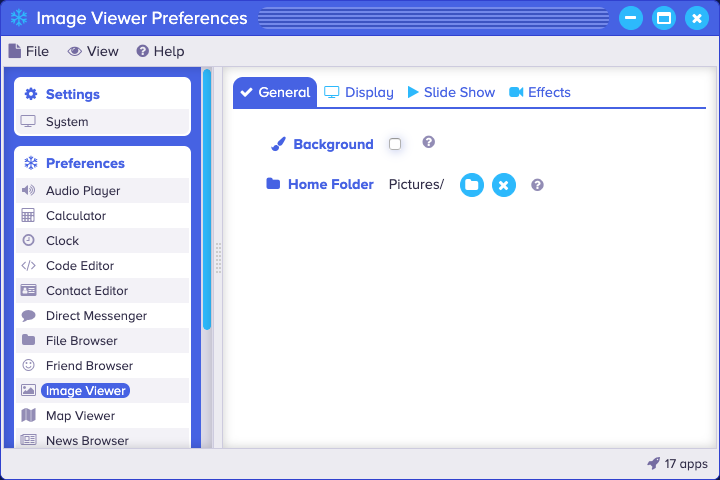 Image Viewer Preferences
File View Help
Settings
System
Preferences
Audio Player
Calculator
Clock
Code Editor
Contact Editor
Direct Messenger
File Browser
Friend Browser
Image Viewer
Map Viewer
News Browser
General Display Slide Show Effects
Background
Home Folder Pictures/
17 apps